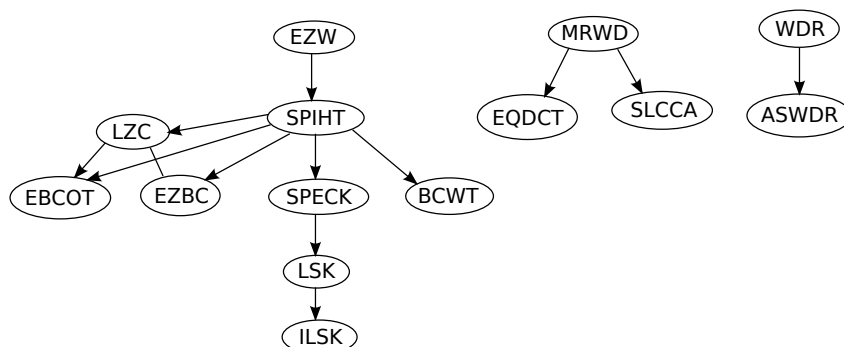 EZW
MRWD
WDR
LZC
SPIHT
EQDCT
SLCCA
ASWDR
EBCOT
EZBC
SPECK
BCWT
LSK
ILSK